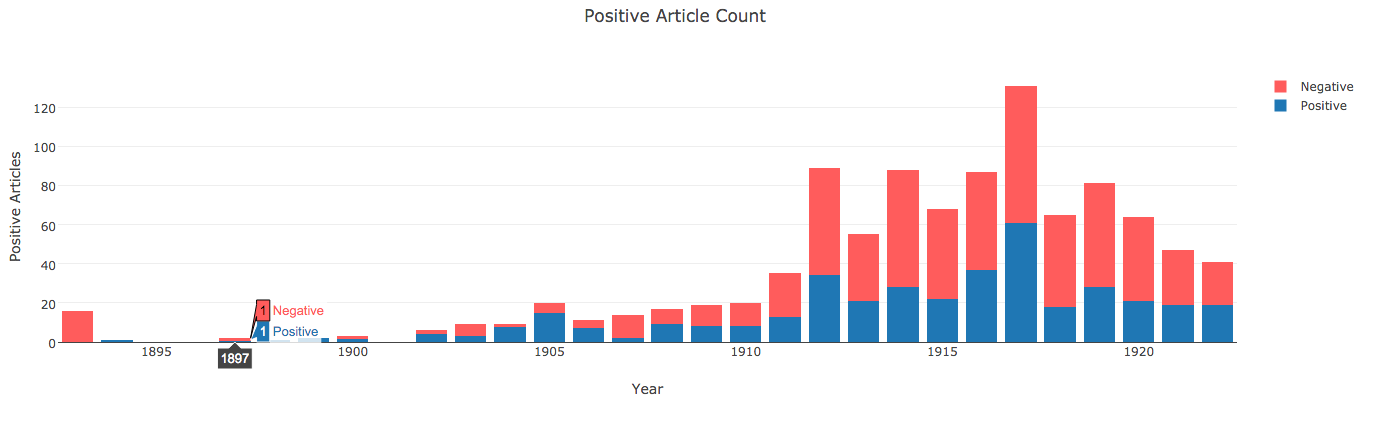 Positive Article Count
Negative
Positive
Positive Articles
120
100
80
60
40
20
0
1 Negative
1 Positive
1897
1895
1900
1905
1910
1915
1920
Year